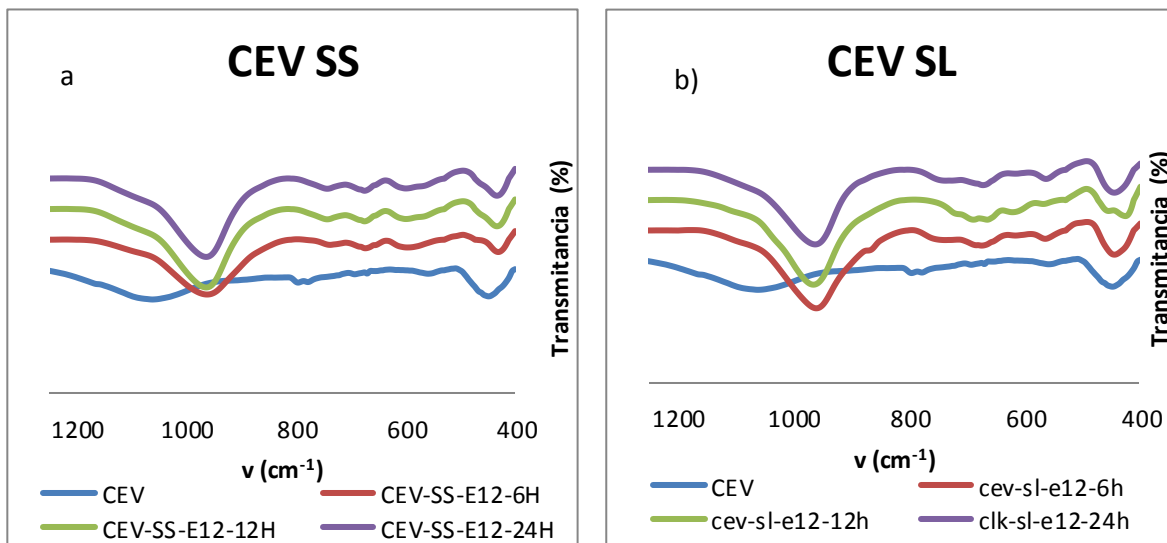 a
CEV SS
Transmitancia (%)
1200 1000 800 600 400
v (cm-1)
CEV CEV-SS-E12-6H
CEV-SS-E12-12H CEV-SS-E12-24H
b)
CEV SL
Transmitancia (%)
1200 1000 800 600 400
v (cm-1)
CEV cev-sl-e12-6h
cev-sl-e12-12h clk-sl-e12-24h